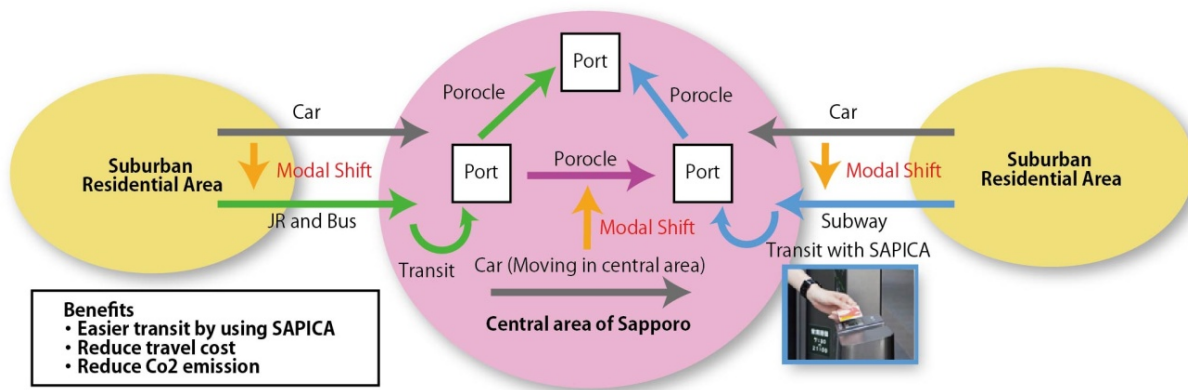 Port
Porocle
Porocle
Car
Car
Suburban
Residential Area
Modal Shift
Port
Porocle
Port
Modal Shift
Suburban
Residential Area
JR and Bus
Modal Shift
Subway
Transit
Transit with SAPICA
Car (Moving in central area)
Central area of Sapporo
Benefits
• Easier transit by using SAPICA
• Reduce travel cost
• Reduce Co2 emission